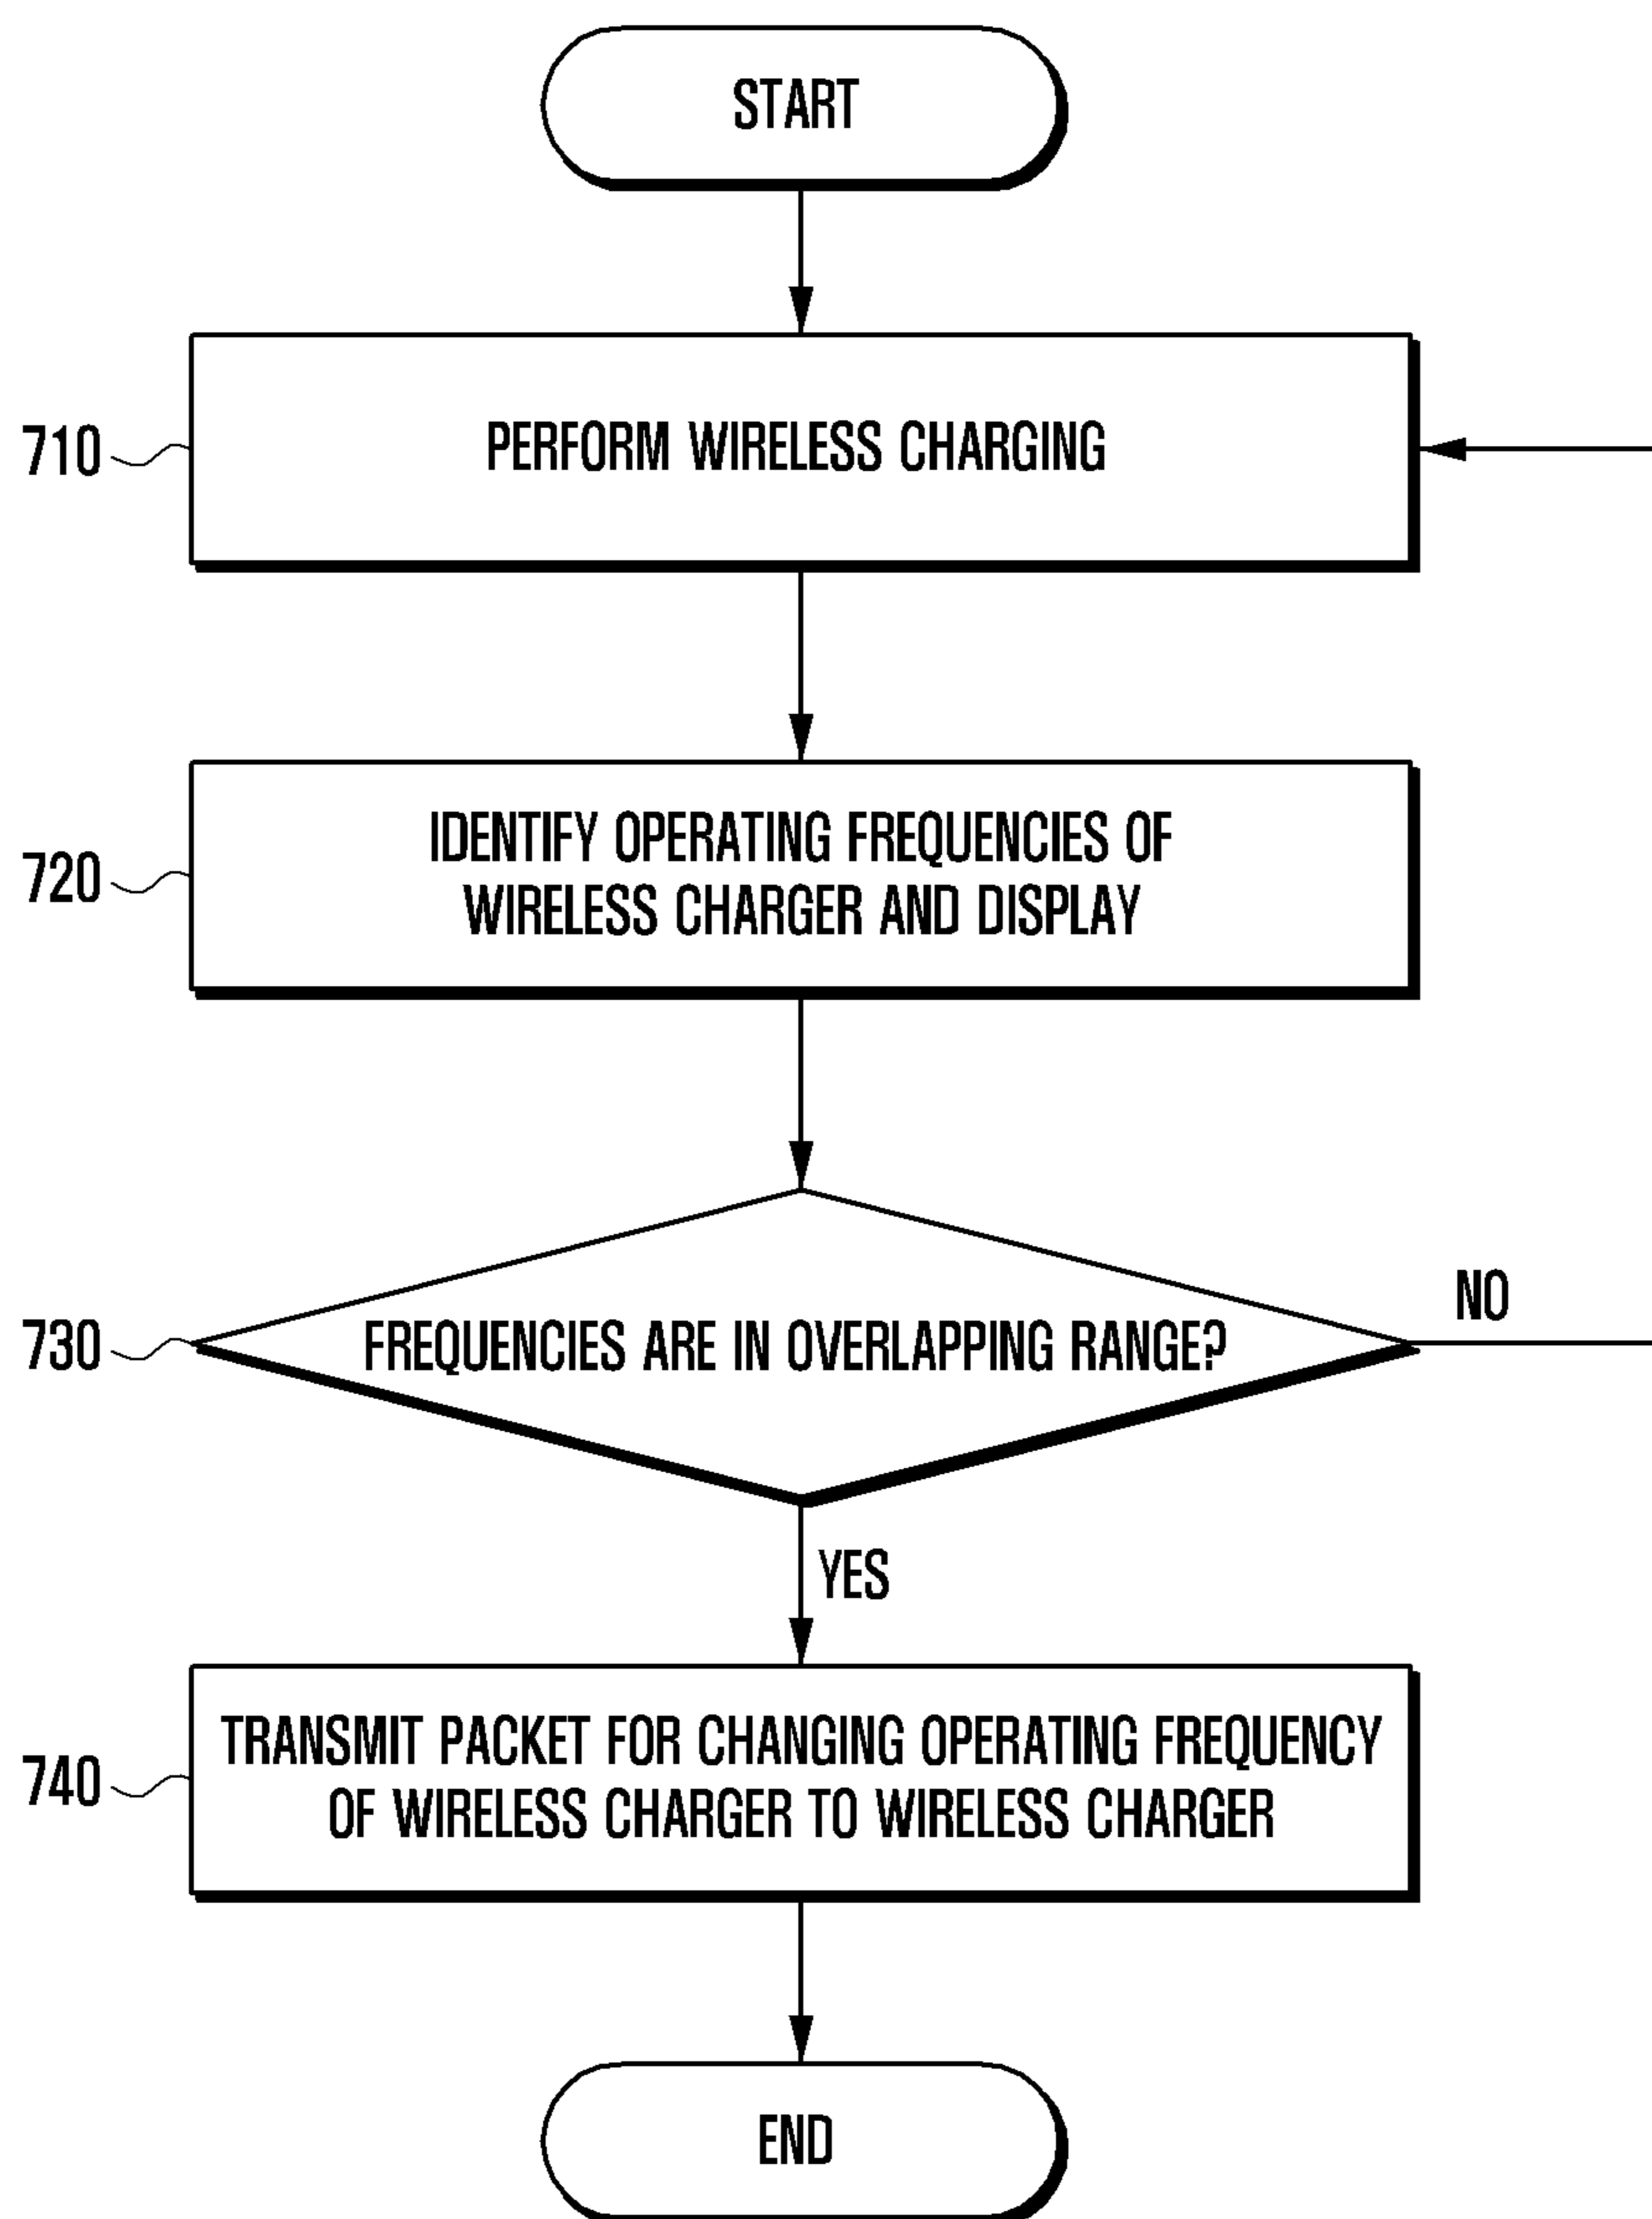 START
710
PERFORM WIRELESS CHARGING
720
IDENTIFY OPERATING FREQUENCIES OF
WIRELESS CHARGER AND DISPLAY
730
FREQUENCIES ARE IN OVERLAPPING RANGE?
NO
YES
740
TRANSMIT PACKET FOR CHANGING OPERATING FREQUENCY
OF WIRELESS CHARGER TO WIRELESS CHARGER
END